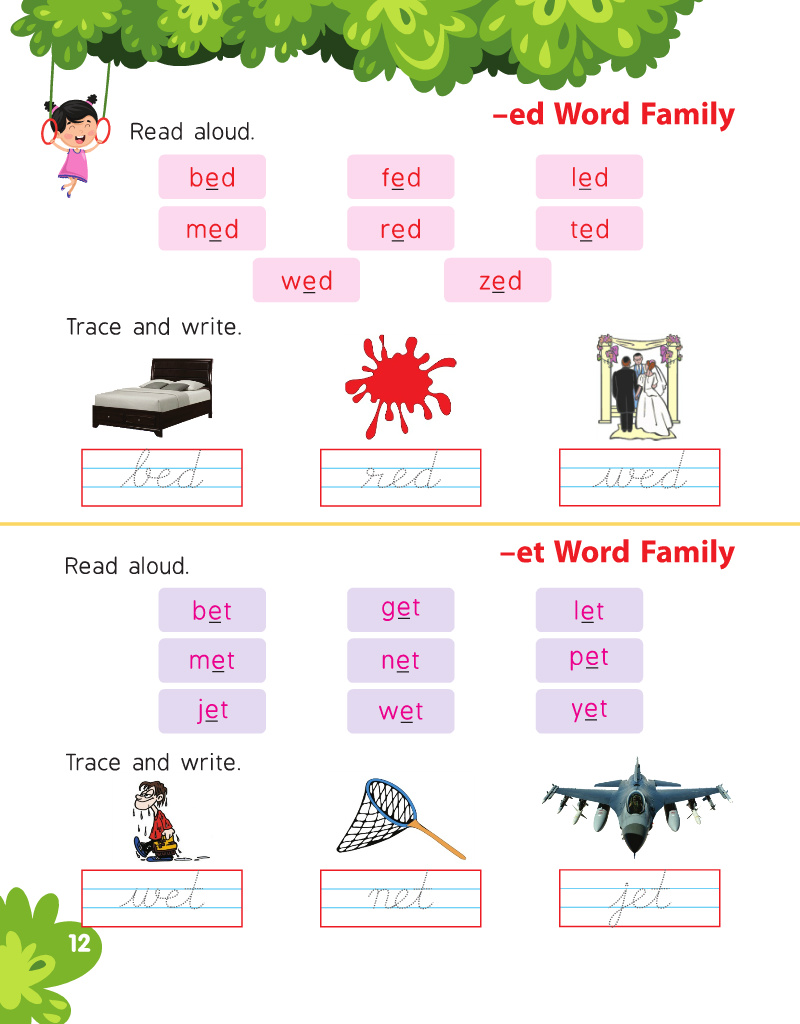 –ed Word Family
Read aloud.
bed fed led
med red ted
wed zed
Trace and write.
bed red wed
–et Word Family
Read aloud.
bet get let
met net pet
jet wet yet
Trace and write.
wet net jet
12